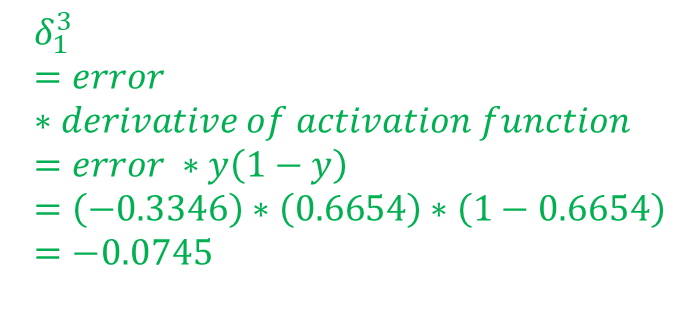 δ₁³
= error
∗ derivative of activation function
= error ∗ y(1 − y)
= (−0.3346) ∗ (0.6654) ∗ (1 − 0.6654)
= −0.0745